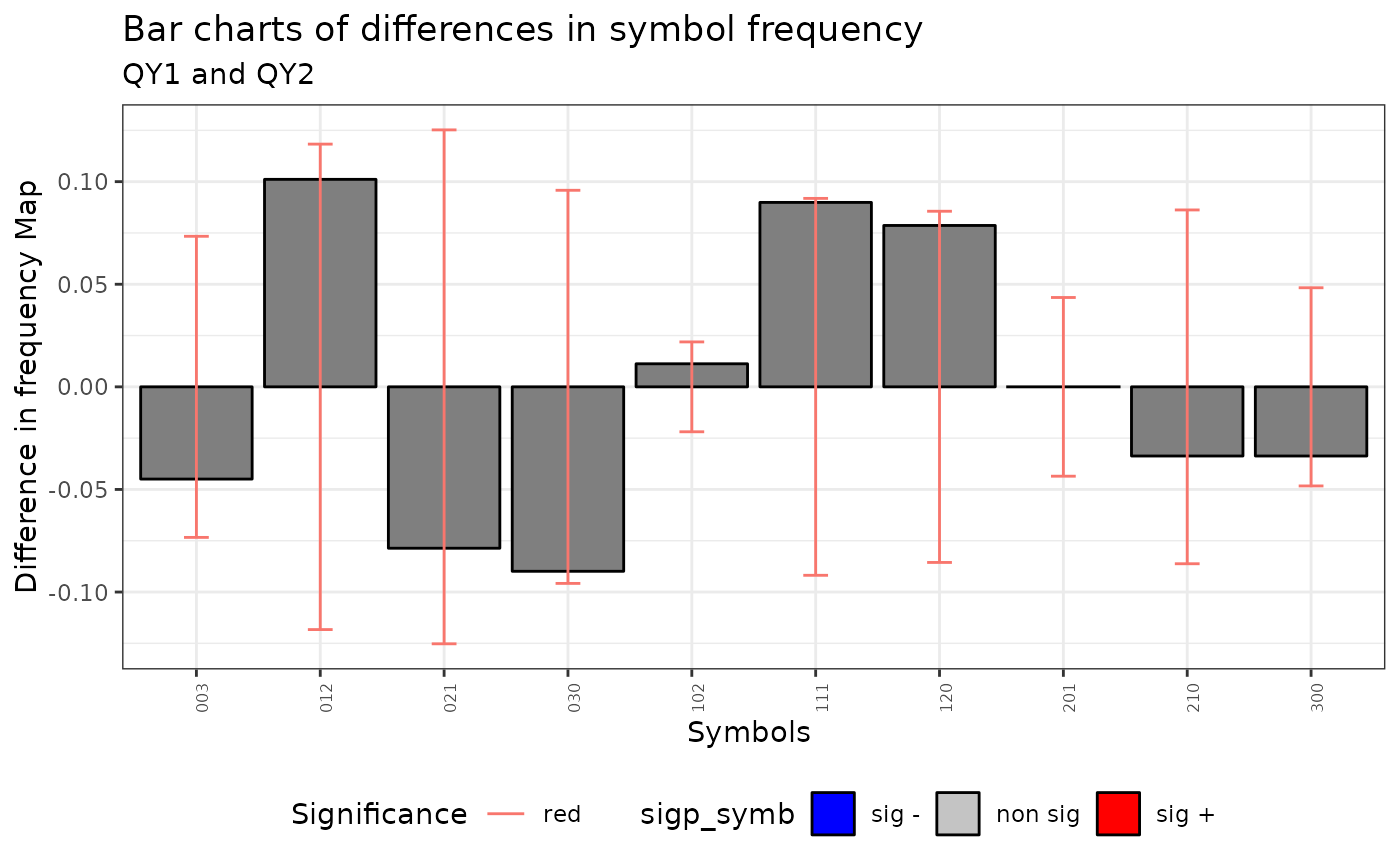 Bar charts of differences in symbol frequency
QY1 and QY2
Difference in frequency Map
0.10
0.05
0.00
-0.05
-0.10
003 012 021 030 102 111 120 201 210 300
Symbols
Significance red sigp_symb sig - non sig sig +